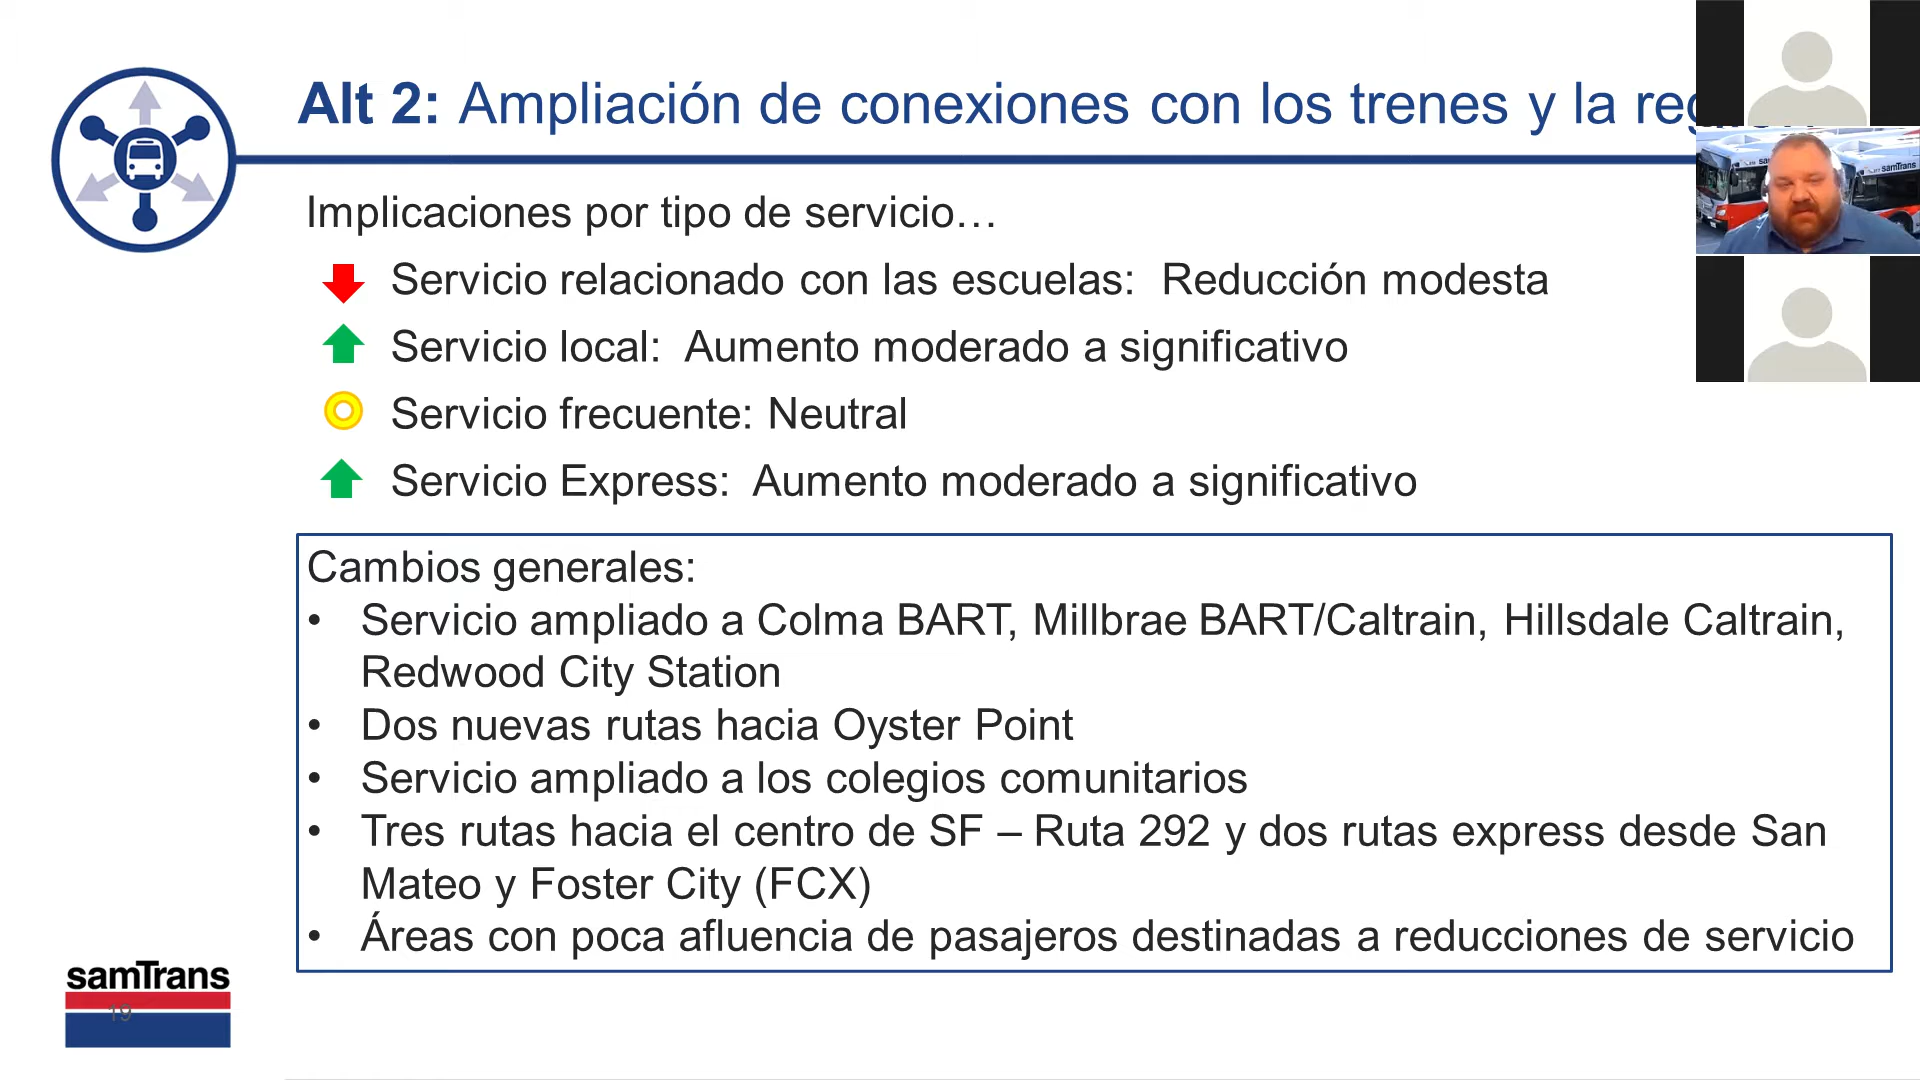 Alt 2: Ampliación de conexiones con los trenes y la
Implicaciones por tipo de servicio…
Servicio relacionado con las escuelas: Reducción modesta
Servicio local: Aumento moderado a significativo
Servicio frecuente: Neutral
Servicio Express: Aumento moderado a significativo
Cambios generales:
• Servicio ampliado a Colma BART, Millbrae BART/Caltrain, Hillsdale Caltrain,
Redwood City Station
• Dos nuevas rutas hacia Oyster Point
• Servicio ampliado a los colegios comunitarios
• Tres rutas hacia el centro de SF – Ruta 292 y dos rutas express desde San
Mateo y Foster City (FCX)
• Áreas con poca afluencia de pasajeros destinadas a reducciones de servicio
samTrans
19
samTrans